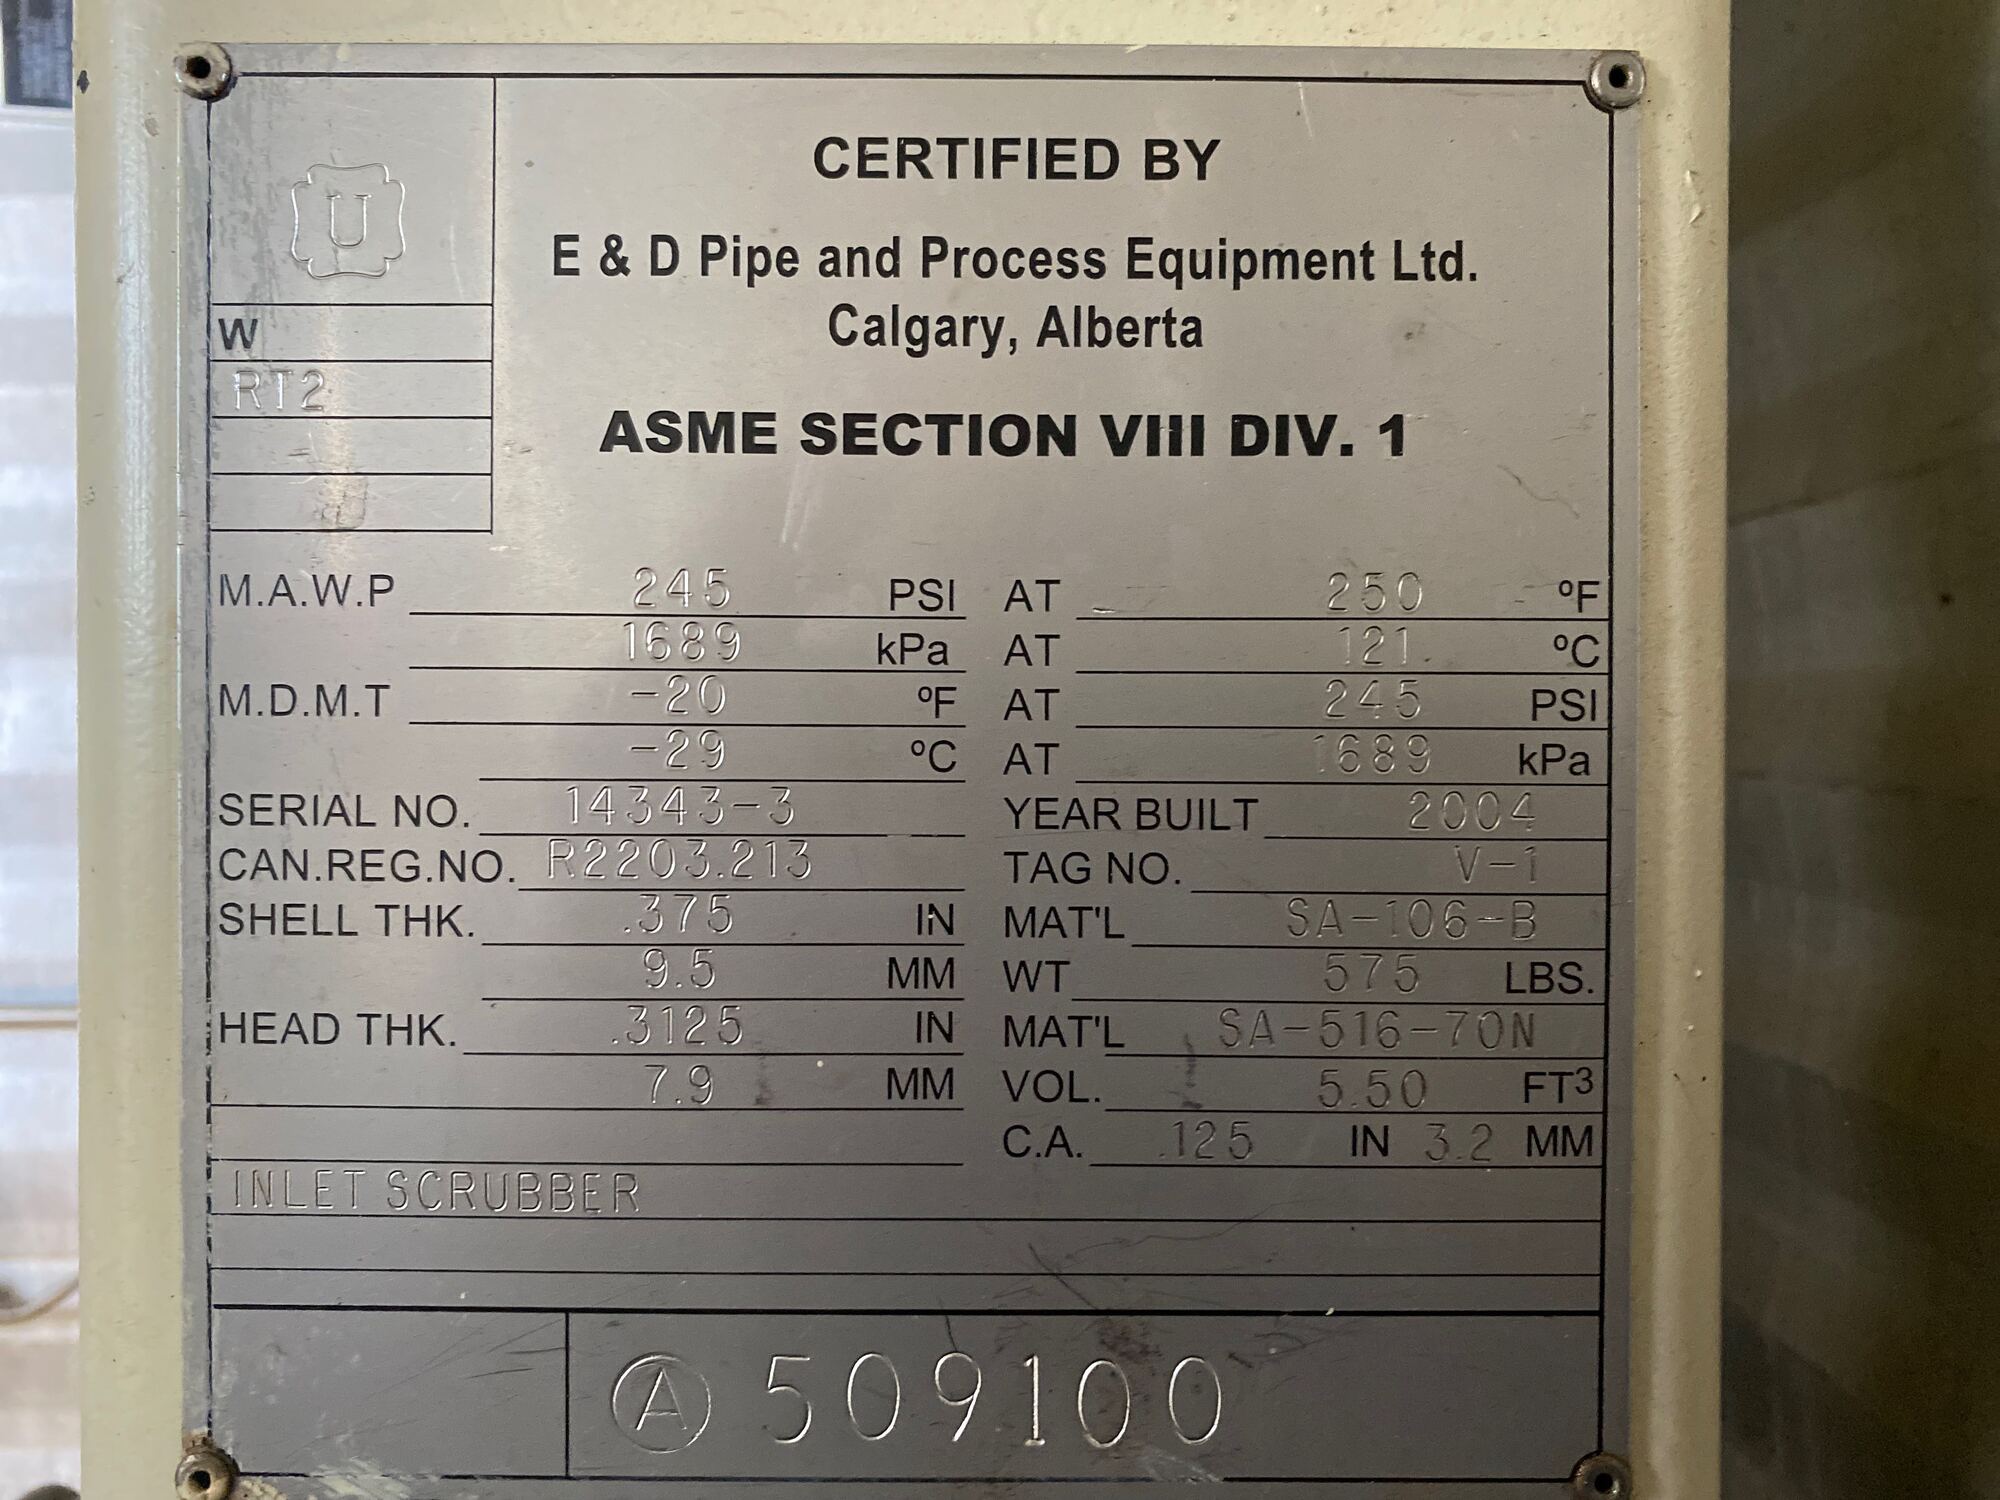 U
CERTIFIED BY
E & D Pipe and Process Equipment Ltd.
Calgary, Alberta
W
RT2
ASME SECTION VIII DIV. 1
M.A.W.P 245 PSI AT 250 ºF
1689 kPa AT 121 ºC
M.D.M.T -20 ºF AT 245 PSI
-29 ºC AT 1689 kPa
SERIAL NO. 14343-3 YEAR BUILT 2004
CAN.REG.NO. R2203.213 TAG NO. V-1
SHELL THK. .375 IN MAT'L SA-106-B
9.5 MM WT 575 LBS.
HEAD THK. .3125 IN MAT'L SA-516-70N
7.9 MM VOL. 5.50 FT³
C.A. .125 IN 3.2 MM
INLET SCRUBBER
Ⓐ 509100